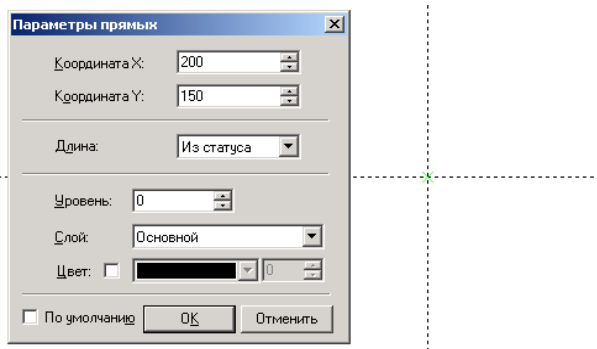 Параметры прямых
Координата X: 200
Координата Y: 150
Длина: Из статуса
Уровень: 0
Слой: Основной
Цвет: 0
По умолчанию OK Отменить